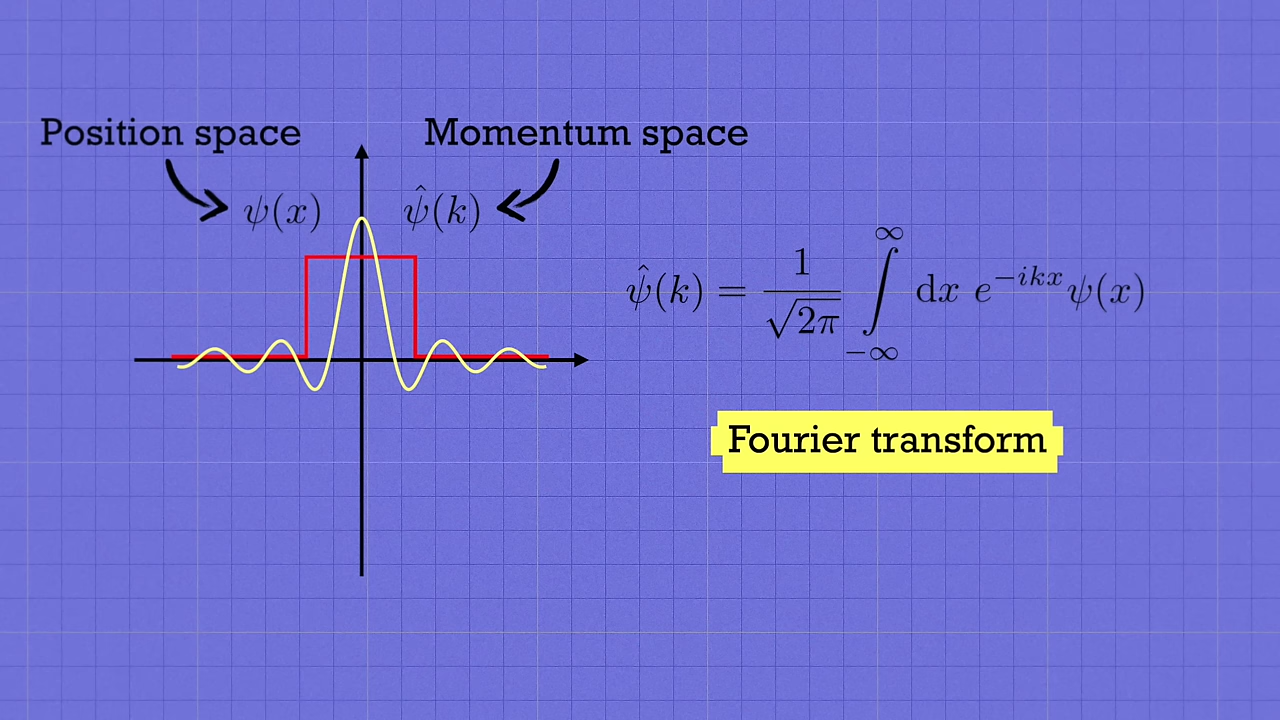 Position space
Momentum space
ψ(x)
ψ̂(k)
ψ̂(k) = 1/√2π ∫_{-∞}^{∞} dx e^{-ikx} ψ(x)
Fourier transform